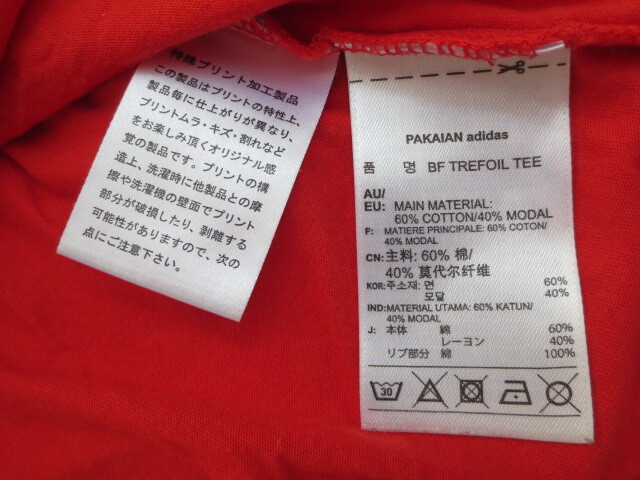 特殊プリント加工製品
この製品はプリントの特性上、
製品毎に仕上がりが異なり、
プリントムラ・キズ・割れなど
をお楽しみ頂くオリジナル感
覚の製品です。プリントの構
造上、洗濯時に他製品との摩
擦や洗濯機の壁面でプリント
部分が破損したり、剥離する
可能性がありますので、次の
点にご注意下さい。
PAKAIAN adidas
品 명 BF TREFOIL TEE
AU/
EU: MAIN MATERIAL:
60% COTTON/40% MODAL
F: MATIERE PRINCIPALE: 60% COTON/
40% MODAL
CN: 主料: 60% 棉/
40% 莫代尔纤维
KOR: 주소재: 면 60%
모달 40%
IND: MATERIAL UTAMA: 60% KATUN/
40% MODAL
J: 本体 綿 60%
レーヨン 40%
リブ部分 綿 100%
30